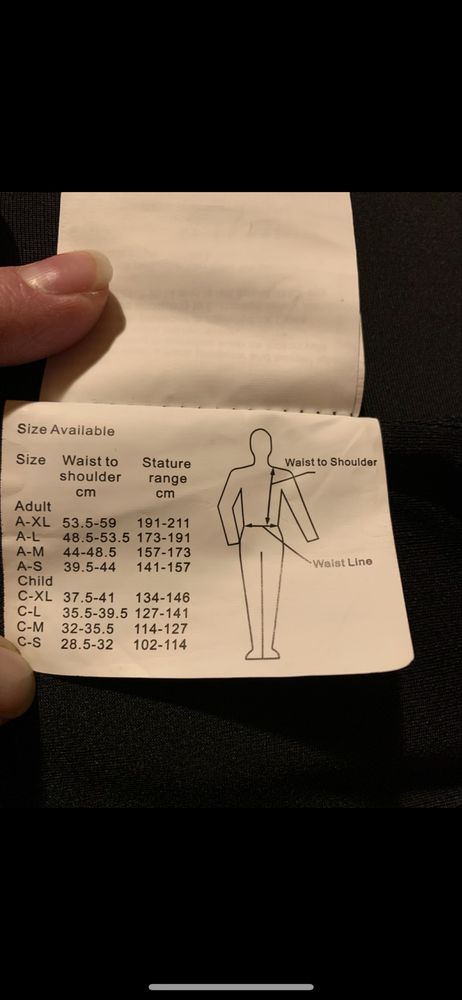 Size Available
Size Waist to shoulder cm Stature range cm
Adult
A-XL 53.5-59 191-211
A-L 48.5-53.5 173-191
A-M 44-48.5 157-173
A-S 39.5-44 141-157
Child
C-XL 37.5-41 134-146
C-L 35.5-39.5 127-141
C-M 32-35.5 114-127
C-S 28.5-32 102-114
Waist to Shoulder
Waist Line